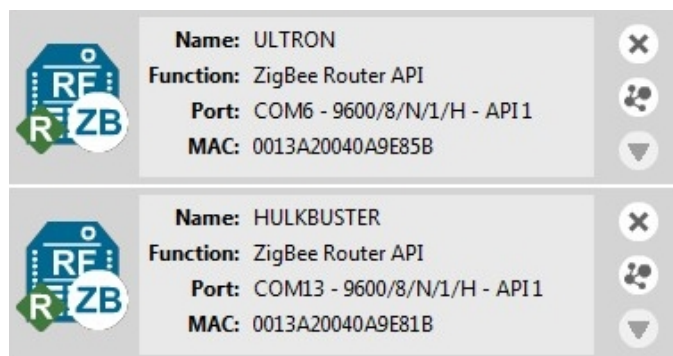 Name: ULTRON
Function: ZigBee Router API
Port: COM6 - 9600/8/N/1/H - API 1
MAC: 0013A20040A9E85B
RF
R ZB
Name: HULKBUSTER
Function: ZigBee Router API
Port: COM13 - 9600/8/N/1/H - API 1
MAC: 0013A20040A9E81B
RF
R ZB